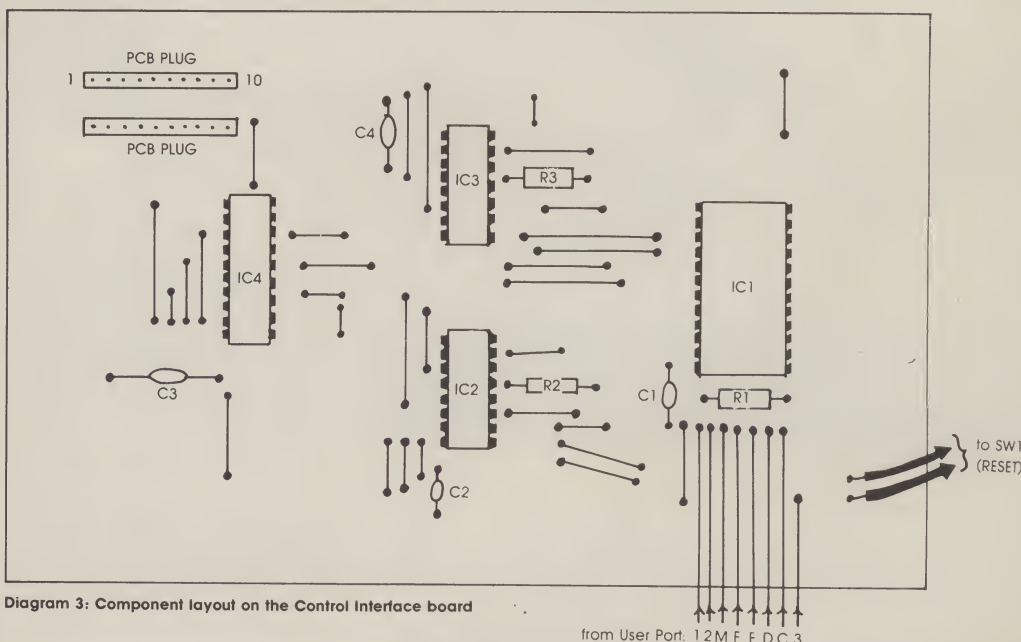 PCB PLUG
1 10
PCB PLUG
C4
IC3
R3
IC4
IC1
C3
IC2
R2
C1
R1
C2
to SW1
(RESET)
Diagram 3: Component layout on the Control Interface board
from User Port: 1 2 M F E D C 3